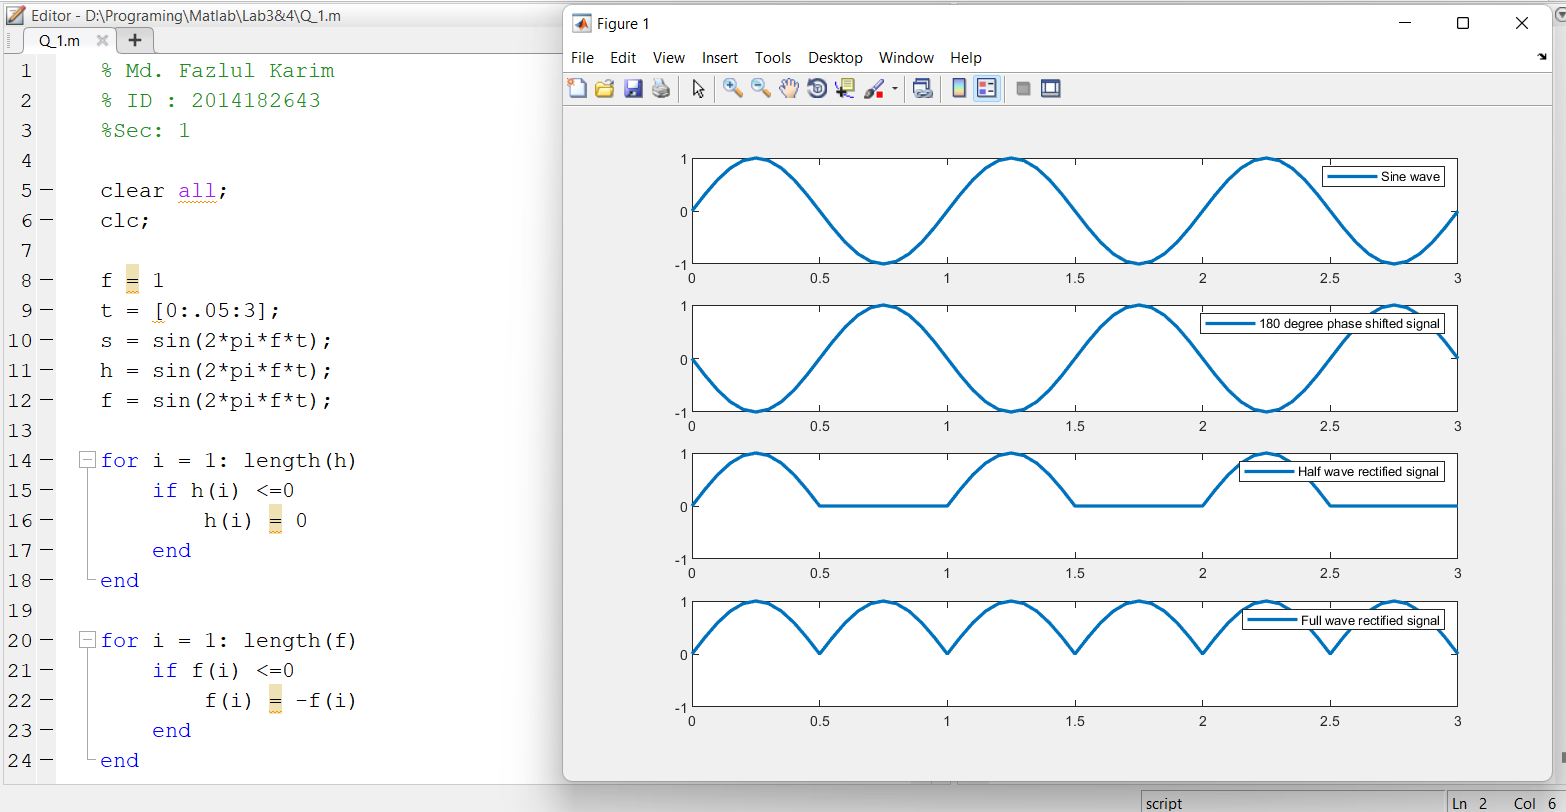 Editor - D:\Programing\Matlab\Lab3&4\Q_1.m
Q_1.m
1 % Md. Fazlul Karim
2 % ID : 2014182643
3 %Sec: 1
4
5 clear all;
6 clc;
7
8 f = 1
9 t = [0:.05:3];
10 s = sin(2*pi*f*t);
11 h = sin(2*pi*f*t);
12 f = sin(2*pi*f*t);
13
14 for i = 1: length(h)
15 if h(i) <=0
16 h(i) = 0
17 end
18 end
19
20 for i = 1: length(f)
21 if f(i) <=0
22 f(i) = -f(i)
23 end
24 end
Figure 1
File Edit View Insert Tools Desktop Window Help
1
Sine wave
0
-1
0 0.5 1 1.5 2 2.5 3
1
180 degree phase shifted signal
0
-1
0 0.5 1 1.5 2 2.5 3
1
Half wave rectified signal
0
-1
0 0.5 1 1.5 2 2.5 3
1
Full wave rectified signal
0
-1
0 0.5 1 1.5 2 2.5 3
script Ln 2 Col 6